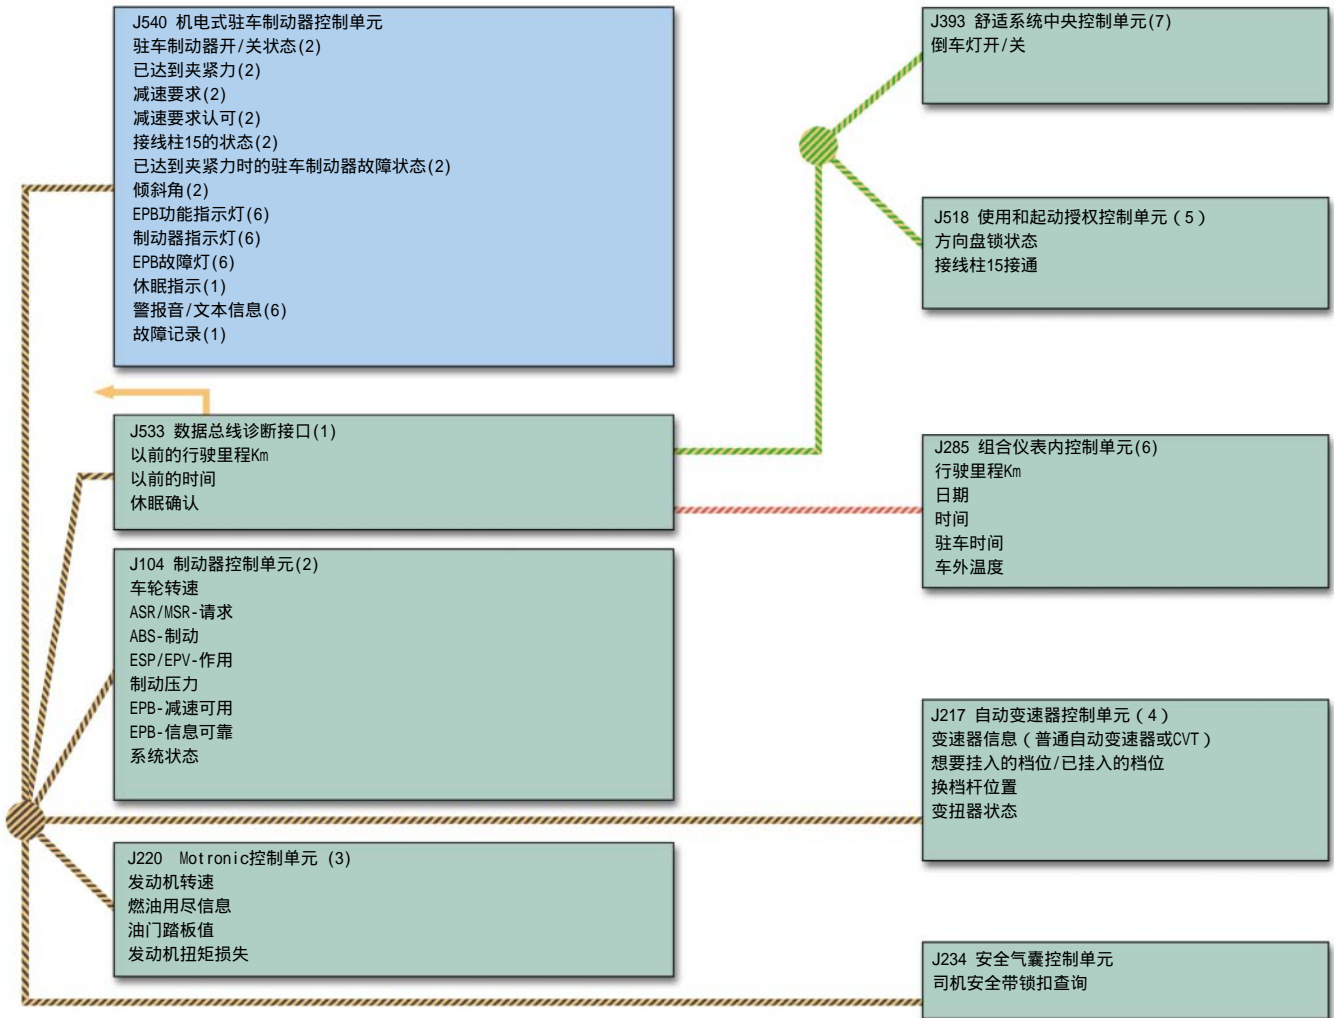 J540 机电式驻车制动器控制单元
驻车制动器开/关状态(2)
已达到夹紧力(2)
减速要求(2)
减速要求认可(2)
接线柱15的状态(2)
已达到夹紧力时的驻车制动器故障状态(2)
倾斜角(2)
EPB功能指示灯(6)
制动器指示灯(6)
EPB故障灯(6)
休眠指示(1)
警报音/文本信息(6)
故障记录(1)
J533 数据总线诊断接口(1)
以前的行驶里程Km
以前的时间
休眠确认
J104 制动器控制单元(2)
车轮转速
ASR/MSR-请求
ABS-制动
ESP/EPV-作用
制动压力
EPB-减速可用
EPB-信息可靠
系统状态
J220 Motronic控制单元 (3)
发动机转速
燃油用尽信息
油门踏板值
发动机扭矩损失
J393 舒适系统中央控制单元(7)
倒车灯开/关
J518 使用和起动授权控制单元（5）
方向盘锁状态
接线柱15接通
J285 组合仪表内控制单元(6)
行驶里程Km
日期
时间
驻车时间
车外温度
J217 自动变速器控制单元（4）
变速器信息（普通自动变速器或CVT）
想要挂入的档位/已挂入的档位
换档杆位置
变扭器状态
J234 安全气囊控制单元
司机安全带锁扣查询